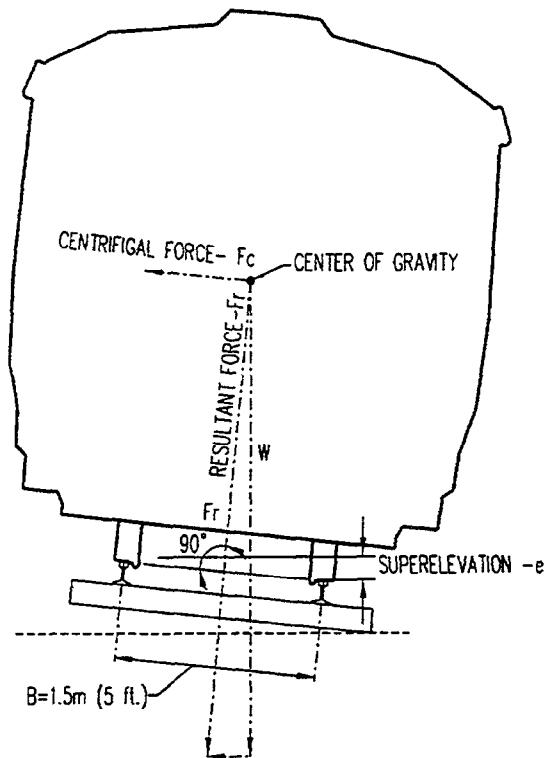 CENTRIFIGAL FORCE- Fc
CENTER OF GRAVITY
RESULTANT FORCE-Fr
W
Fr
90°
SUPERELEVATION -e
B=1.5m (5 ft.)